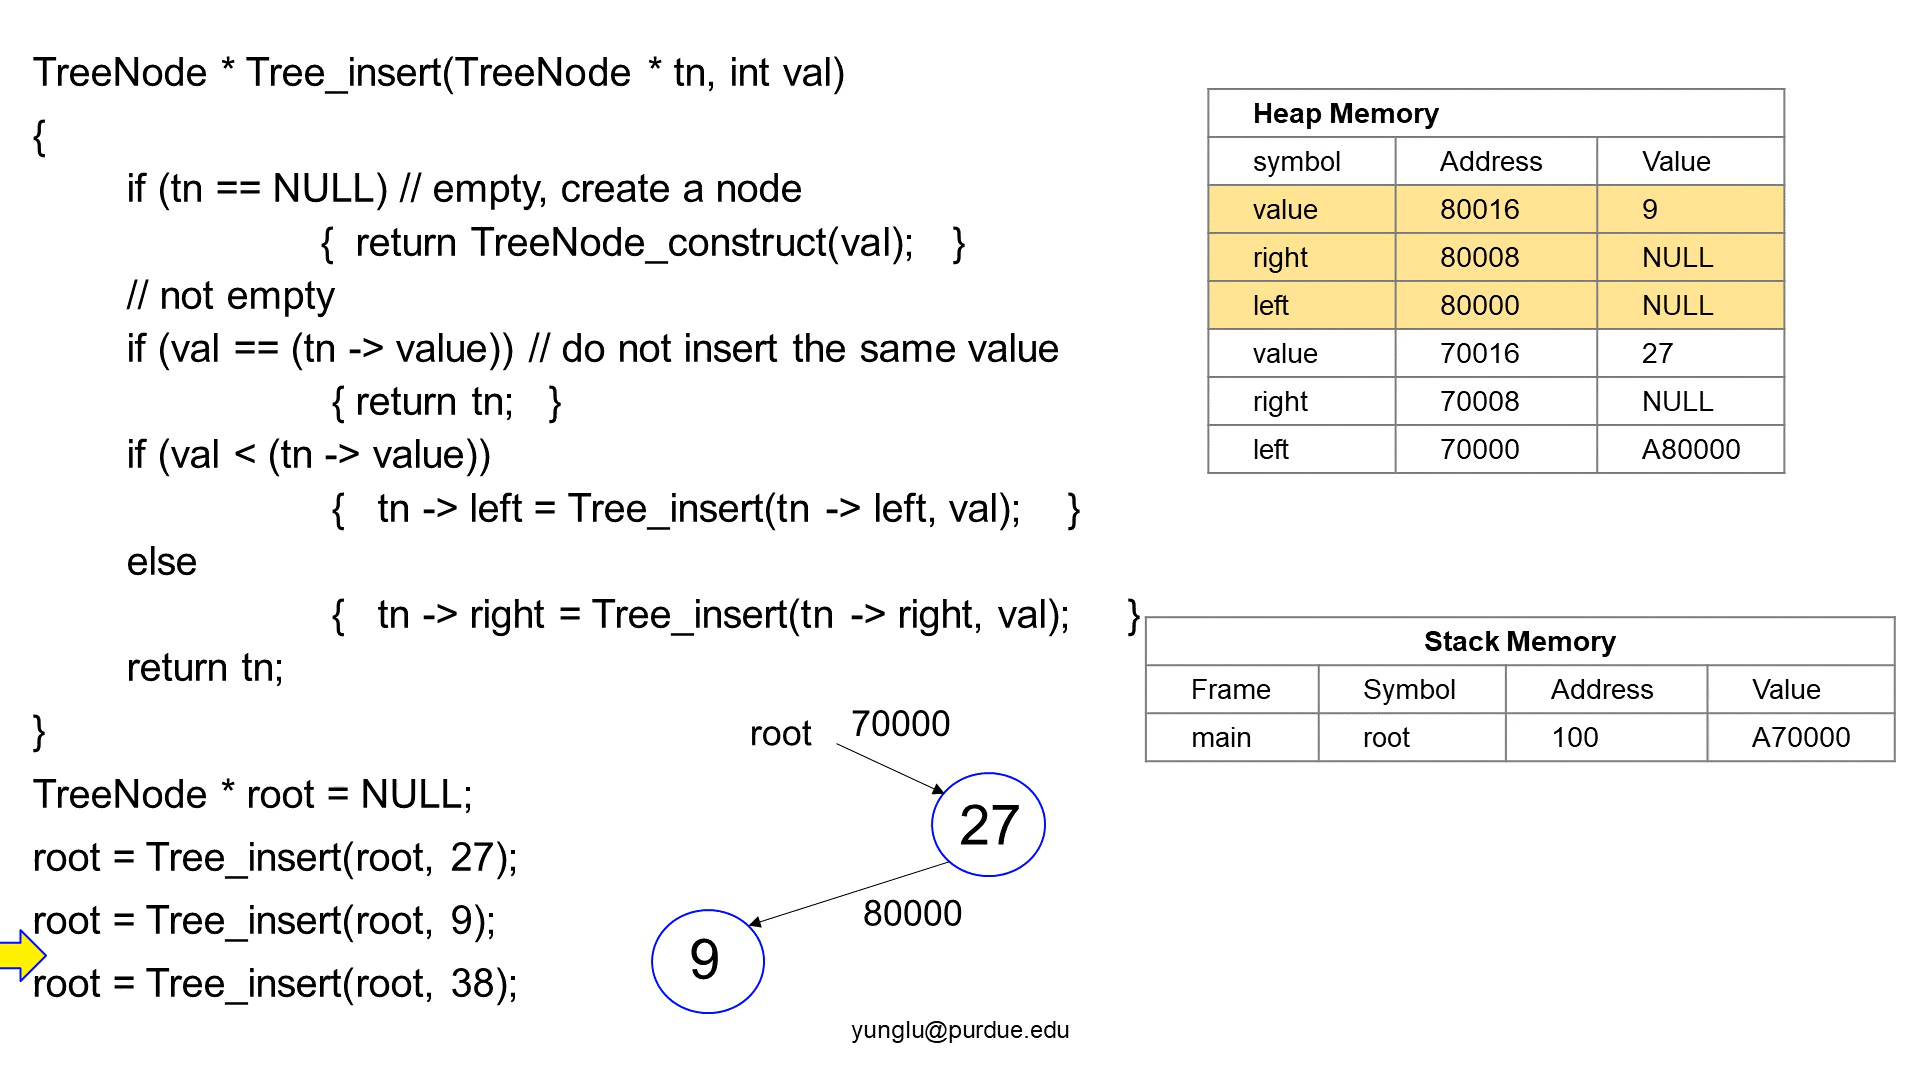 TreeNode * Tree_insert(TreeNode * tn, int val)
{
if (tn == NULL) // empty, create a node
{ return TreeNode_construct(val); }
// not empty
if (val == (tn -> value)) // do not insert the same value
{ return tn; }
if (val < (tn -> value))
{ tn -> left = Tree_insert(tn -> left, val); }
else
{ tn -> right = Tree_insert(tn -> right, val); }
return tn;
}
TreeNode * root = NULL;
root = Tree_insert(root, 27);
root = Tree_insert(root, 9);
root = Tree_insert(root, 38);
root 70000
27
80000
9
Heap Memory
symbol Address Value
value 80016 9
right 80008 NULL
left 80000 NULL
value 70016 27
right 70008 NULL
left 70000 A80000
Stack Memory
Frame Symbol Address Value
main root 100 A70000
yunglu@purdue.edu